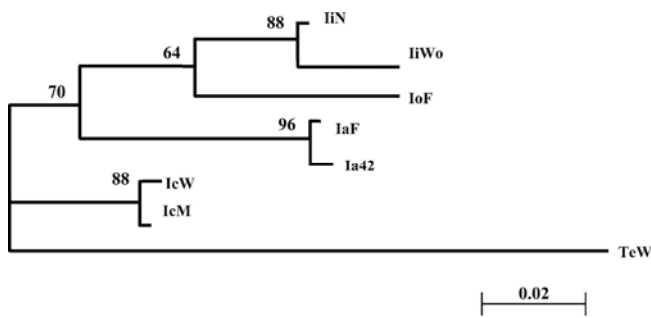 88
IiN
IiWo
64
IoF
70
96
IaF
Ia42
88
IcW
IcM
TeW
0.02